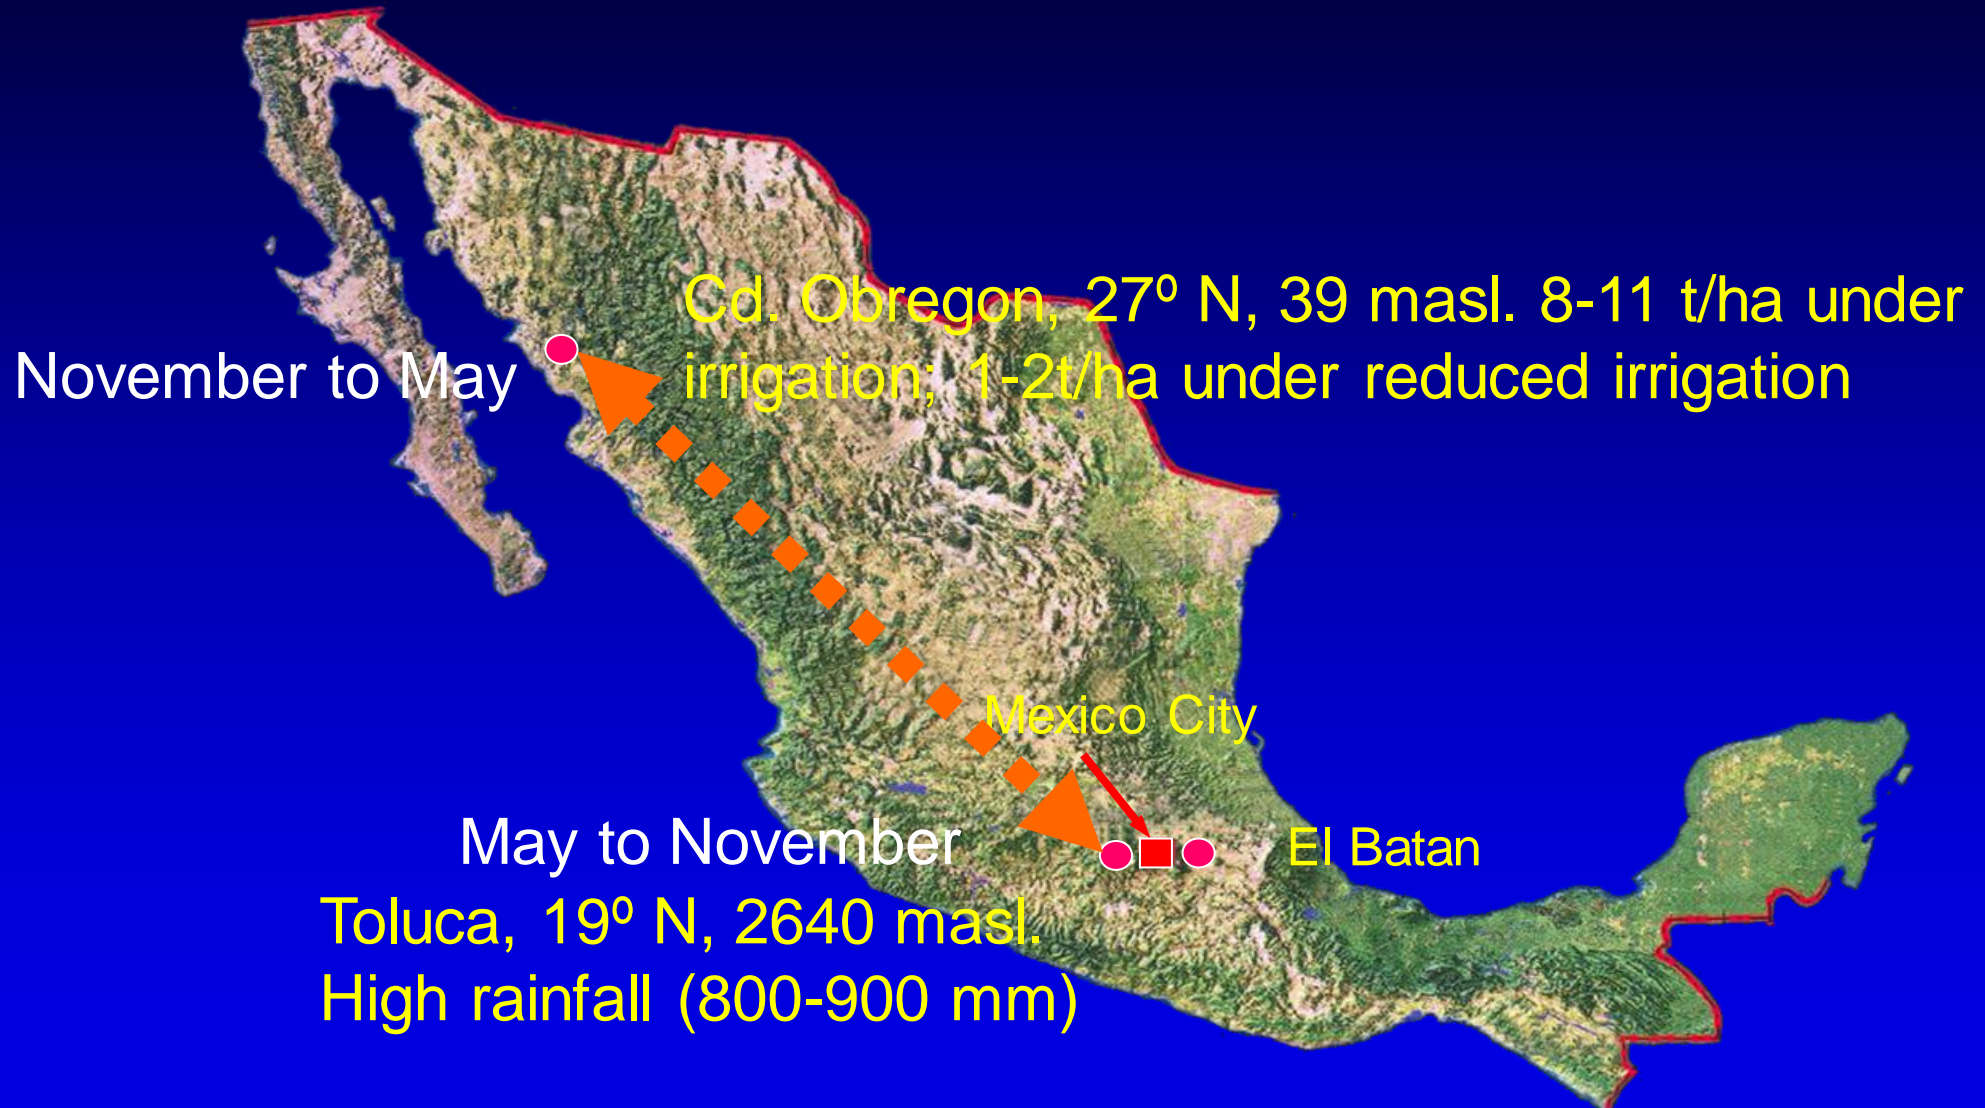 Cd. Obregon, 27º N, 39 masl. 8-11 t/ha under
irrigation; 1-2t/ha under reduced irrigation
November to May
Mexico City
May to November
El Batan
Toluca, 19º N, 2640 masl.
High rainfall (800-900 mm)